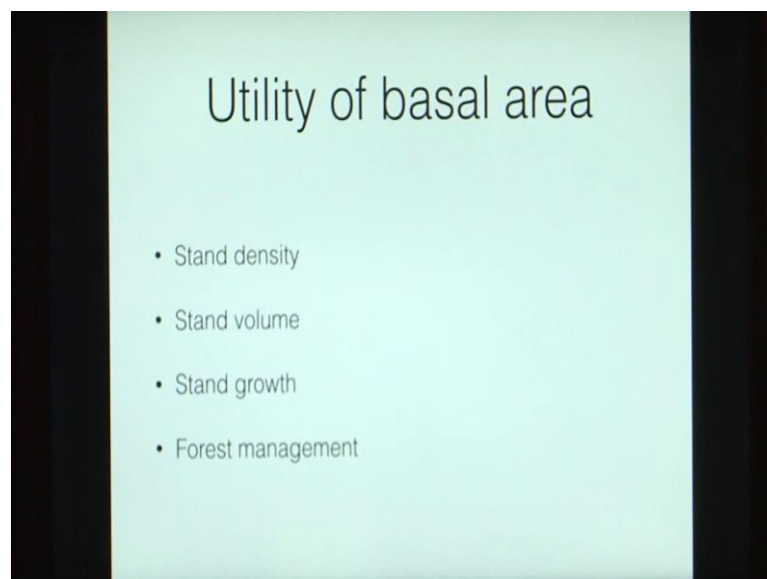 Utility of basal area
• Stand density
• Stand volume
• Stand growth
• Forest management